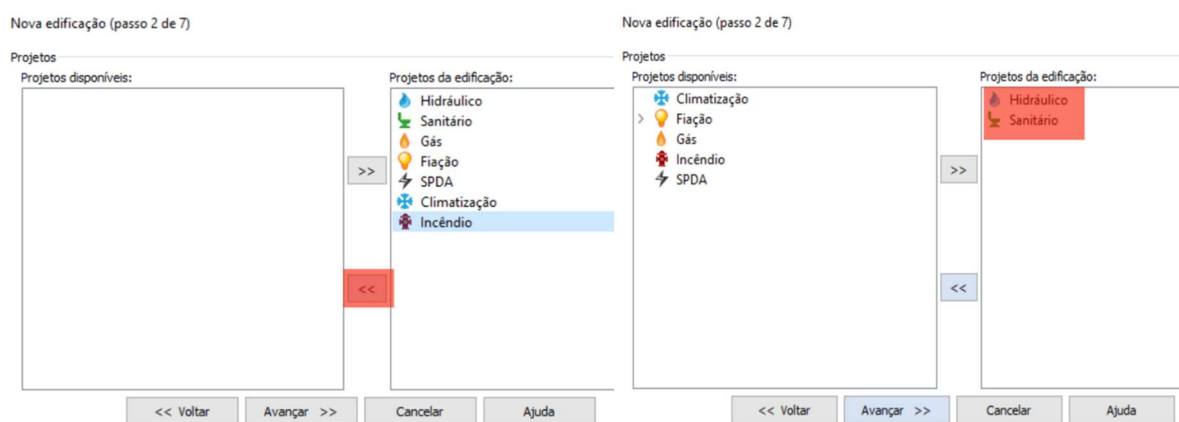 Nova edificação (passo 2 de 7)
Projetos
Projetos disponíveis:
Projetos da edificação:
Hidráulico
Sanitário
Gás
Fiação
SPDA
Climatização
Incêndio
>>
<<
<< Voltar
Avançar >>
Cancelar
Ajuda
Nova edificação (passo 2 de 7)
Projetos
Projetos disponíveis:
Climatização
Fiação
Gás
Incêndio
SPDA
>>
<<
Projetos da edificação:
Hidráulico
Sanitário
<< Voltar
Avançar >>
Cancelar
Ajuda